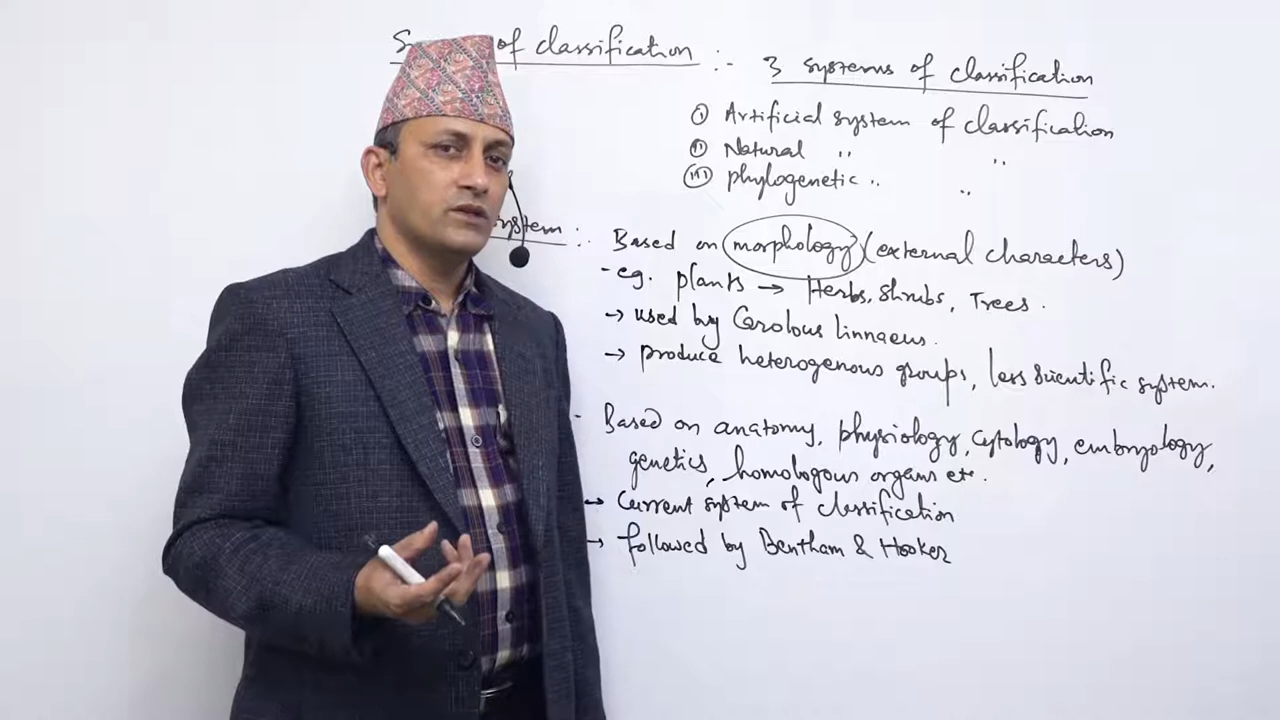 of classification :- 3 systems of classification
(i) Artificial system of classification
(ii) Natural " "
(iii) phylogenetic " "
system :- Based on morphology (external characters)
- eg. plants → Herbs, shrubs, Trees.
→ used by Carolous linnaeus.
→ produce heterogenous groups, less scientific system.
- Based on anatomy, physiology, cytology, embryology,
genetics, homologous organs etc.
→ Current system of classification
→ followed by Bentham & Hooker